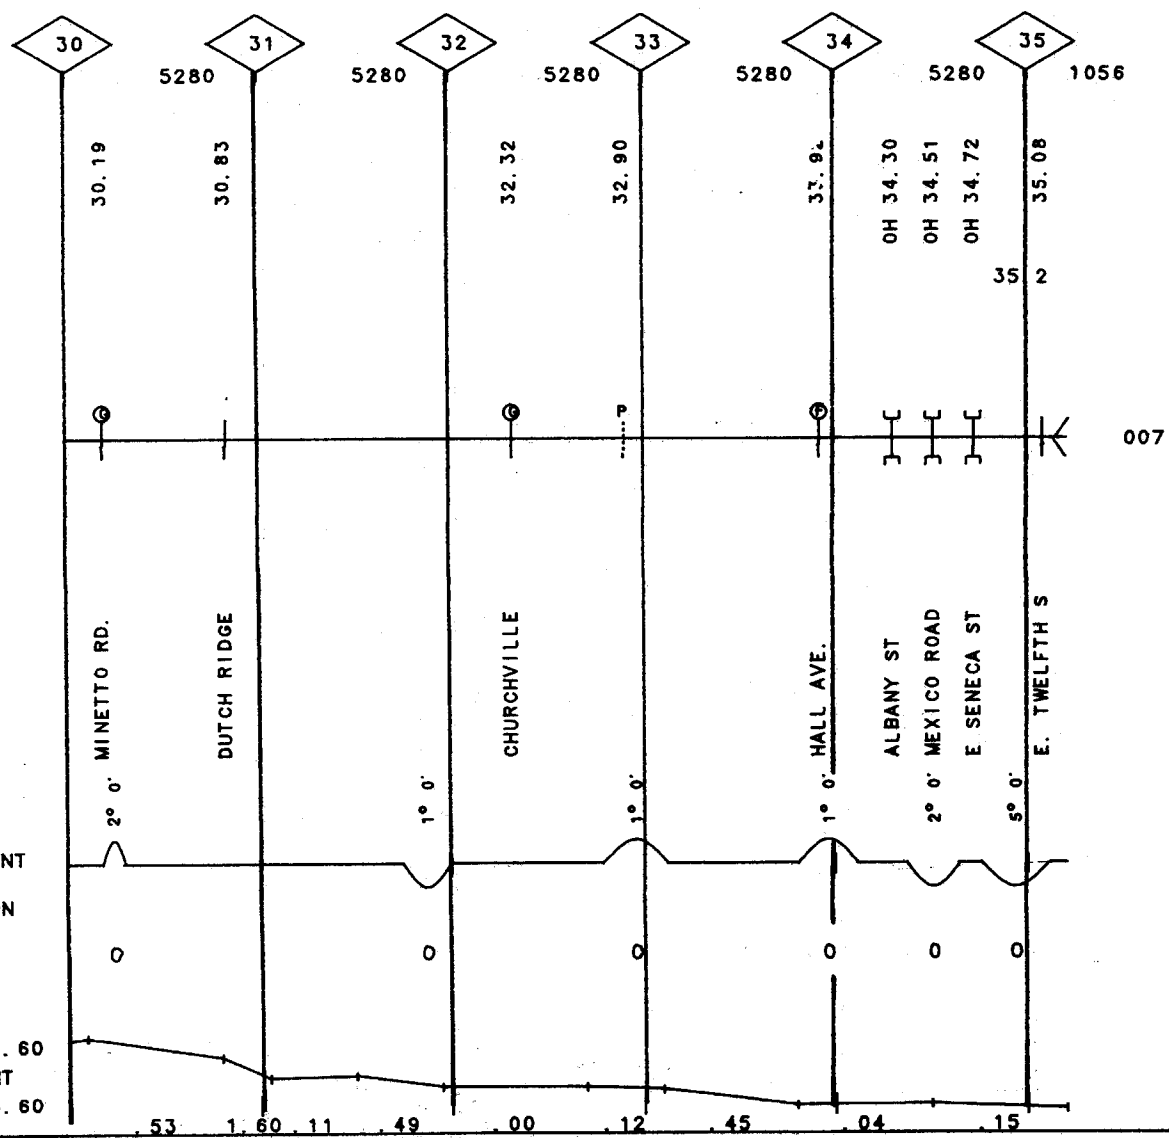 30 31 32 33 34 35
5280 5280 5280 5280 5280 1056
30.19
30.83
32.32
32.90
OH 34.30
OH 34.51
OH 34.72
35.08
35.2
G G P F
007
MINETTO RD.
DUTCH RIDGE
CHURCHVILLE
HALL AVE.
ALBANY ST
MEXICO ROAD
E SENECA ST
E. TWELFTH S
2° 0' 1° 0' 1° 0' 1° 0' 2° 0' 5° 0'
NT
N
0 0 0 0 0 0
.60
T
.60
.53 1.60 .11 .49 .00 .12 .45 .04 .15